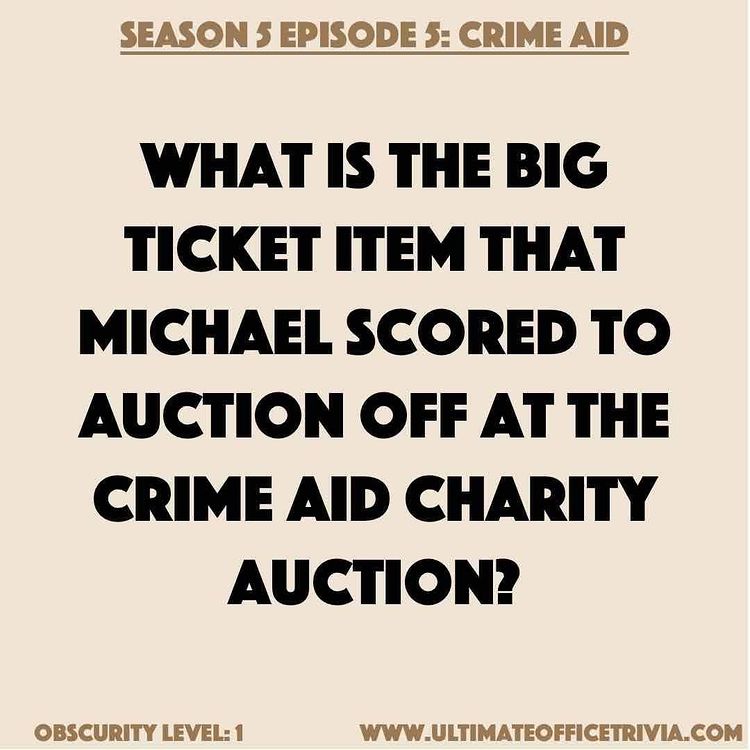 SEASON 5 EPISODE 5: CRIME AID
WHAT IS THE BIG
TICKET ITEM THAT
MICHAEL SCORED TO
AUCTION OFF AT THE
CRIME AID CHARITY
AUCTION?
OBSCURITY LEVEL: 1
WWW.ULTIMATEOFFICETRIVIA.COM